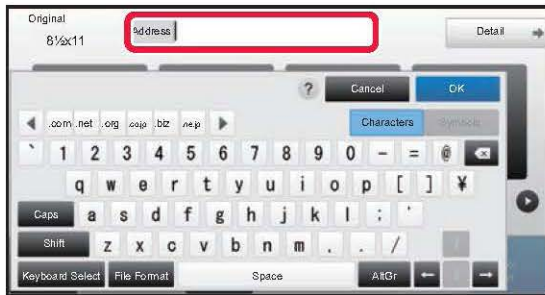 Original
8½x11
Address
Detail
? Cancel OK
.com .net .org .co.jp .biz .ne.jp Characters Symbols
` 1 2 3 4 5 6 7 8 9 0 - = @
q w e r t y u i o p [ ] ¥
Caps a s d f g h j k l ; '
Shift z x c v b n m , . /
Keyboard Select File Format Space AltGr ← →